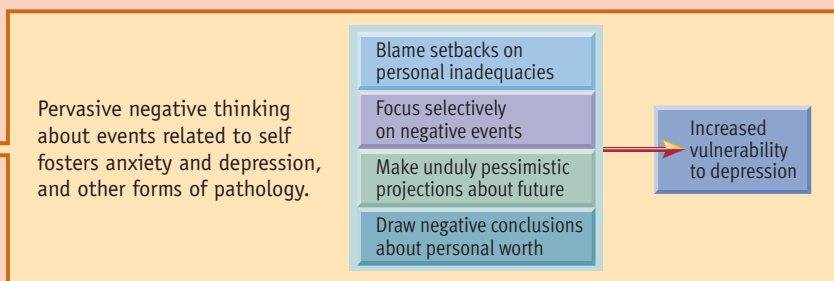 Pervasive negative thinking
about events related to self
fosters anxiety and depression,
and other forms of pathology.
Blame setbacks on
personal inadequacies
Focus selectively
on negative events
Make unduly pessimistic
projections about future
Draw negative conclusions
about personal worth
Increased
vulnerability
to depression